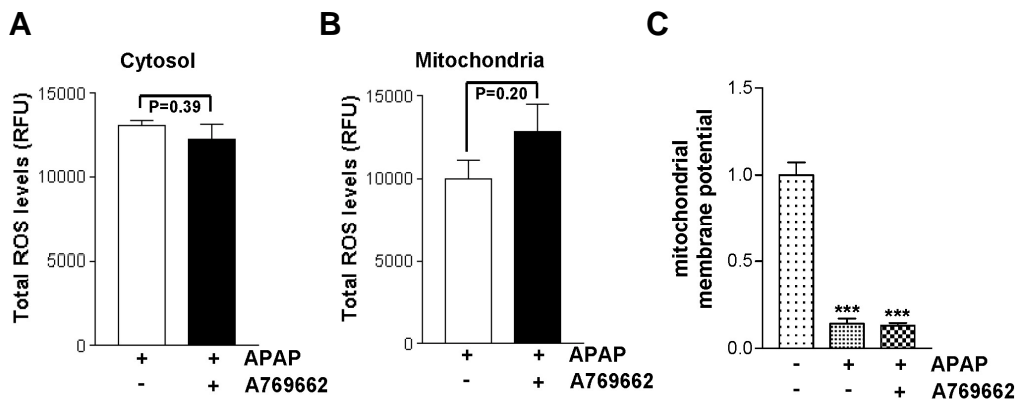 A
B
C
Cytosol
Total ROS levels (RFU)
15000
10000
5000
0
P=0.39
+ + APAP
- + A769662
Mitochondria
Total ROS levels (RFU)
15000
10000
5000
0
P=0.20
+ + APAP
- + A769662
mitochondrial
membrane potential
1.5
1.0
0.5
0.0
*** ***
- + + APAP
- - + A769662